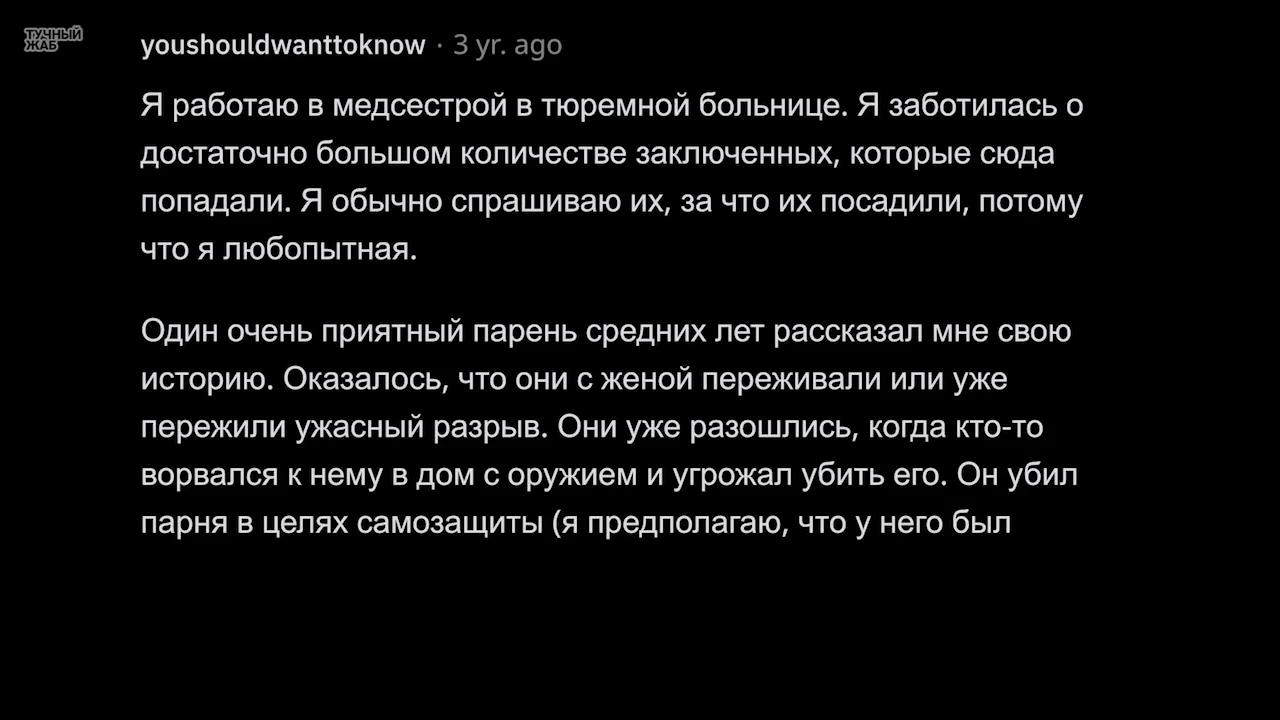 ТУЧНЫЙ
ЖАБ
youshouldwanttoknow · 3 yr. ago
Я работаю в медсестрой в тюремной больнице. Я заботилась о
достаточно большом количестве заключенных, которые сюда
попадали. Я обычно спрашиваю их, за что их посадили, потому
что я любопытная.
Один очень приятный парень средних лет рассказал мне свою
историю. Оказалось, что они с женой переживали или уже
пережили ужасный разрыв. Они уже разошлись, когда кто-то
ворвался к нему в дом с оружием и угрожал убить его. Он убил
парня в целях самозащиты (я предполагаю, что у него был